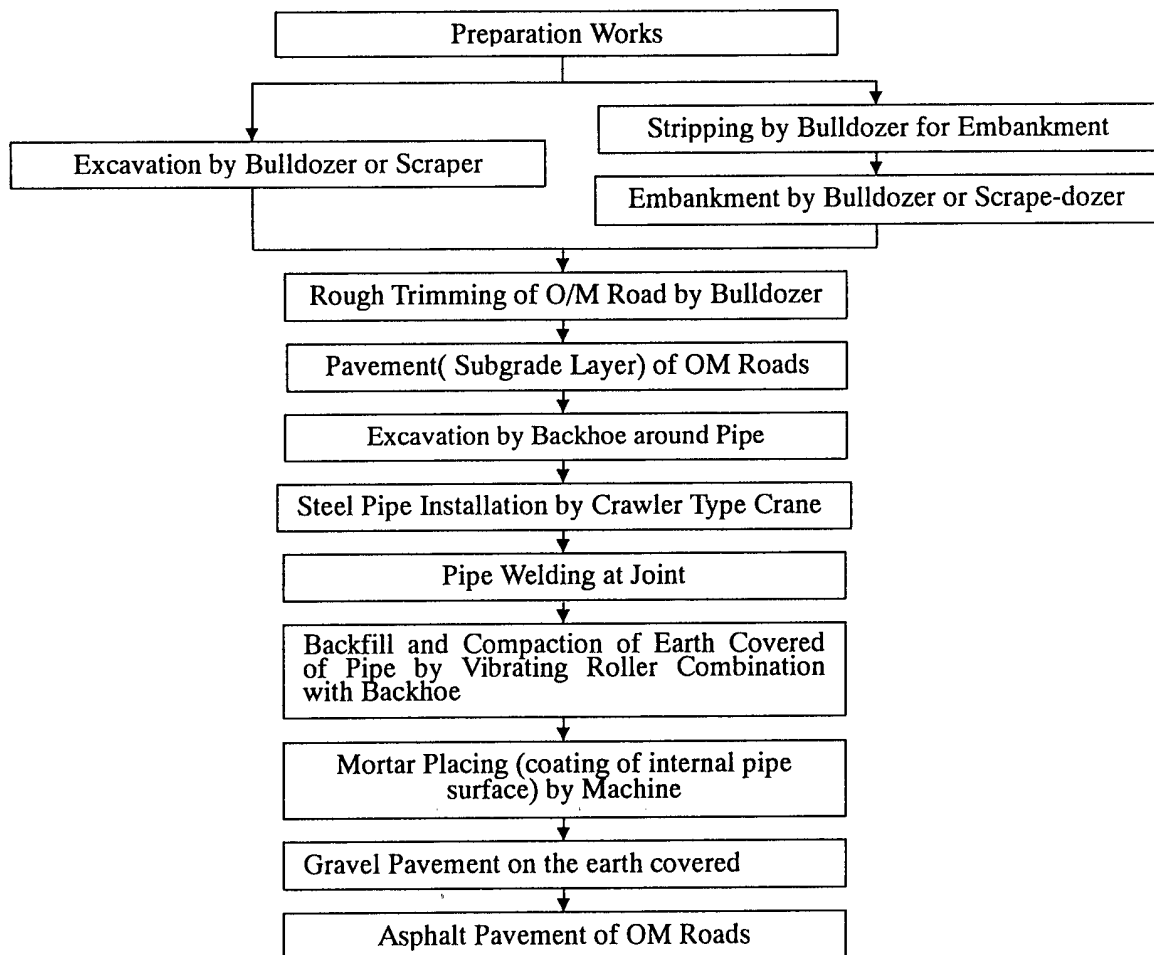 Preparation Works
Stripping by Bulldozer for Embankment
Excavation by Bulldozer or Scraper
Embankment by Bulldozer or Scrape-dozer
Rough Trimming of O/M Road by Bulldozer
Pavement( Subgrade Layer) of OM Roads
Excavation by Backhoe around Pipe
Steel Pipe Installation by Crawler Type Crane
Pipe Welding at Joint
Backfill and Compaction of Earth Covered
of Pipe by Vibrating Roller Combination
with Backhoe
Mortar Placing (coating of internal pipe
surface) by Machine
Gravel Pavement on the earth covered
Asphalt Pavement of OM Roads